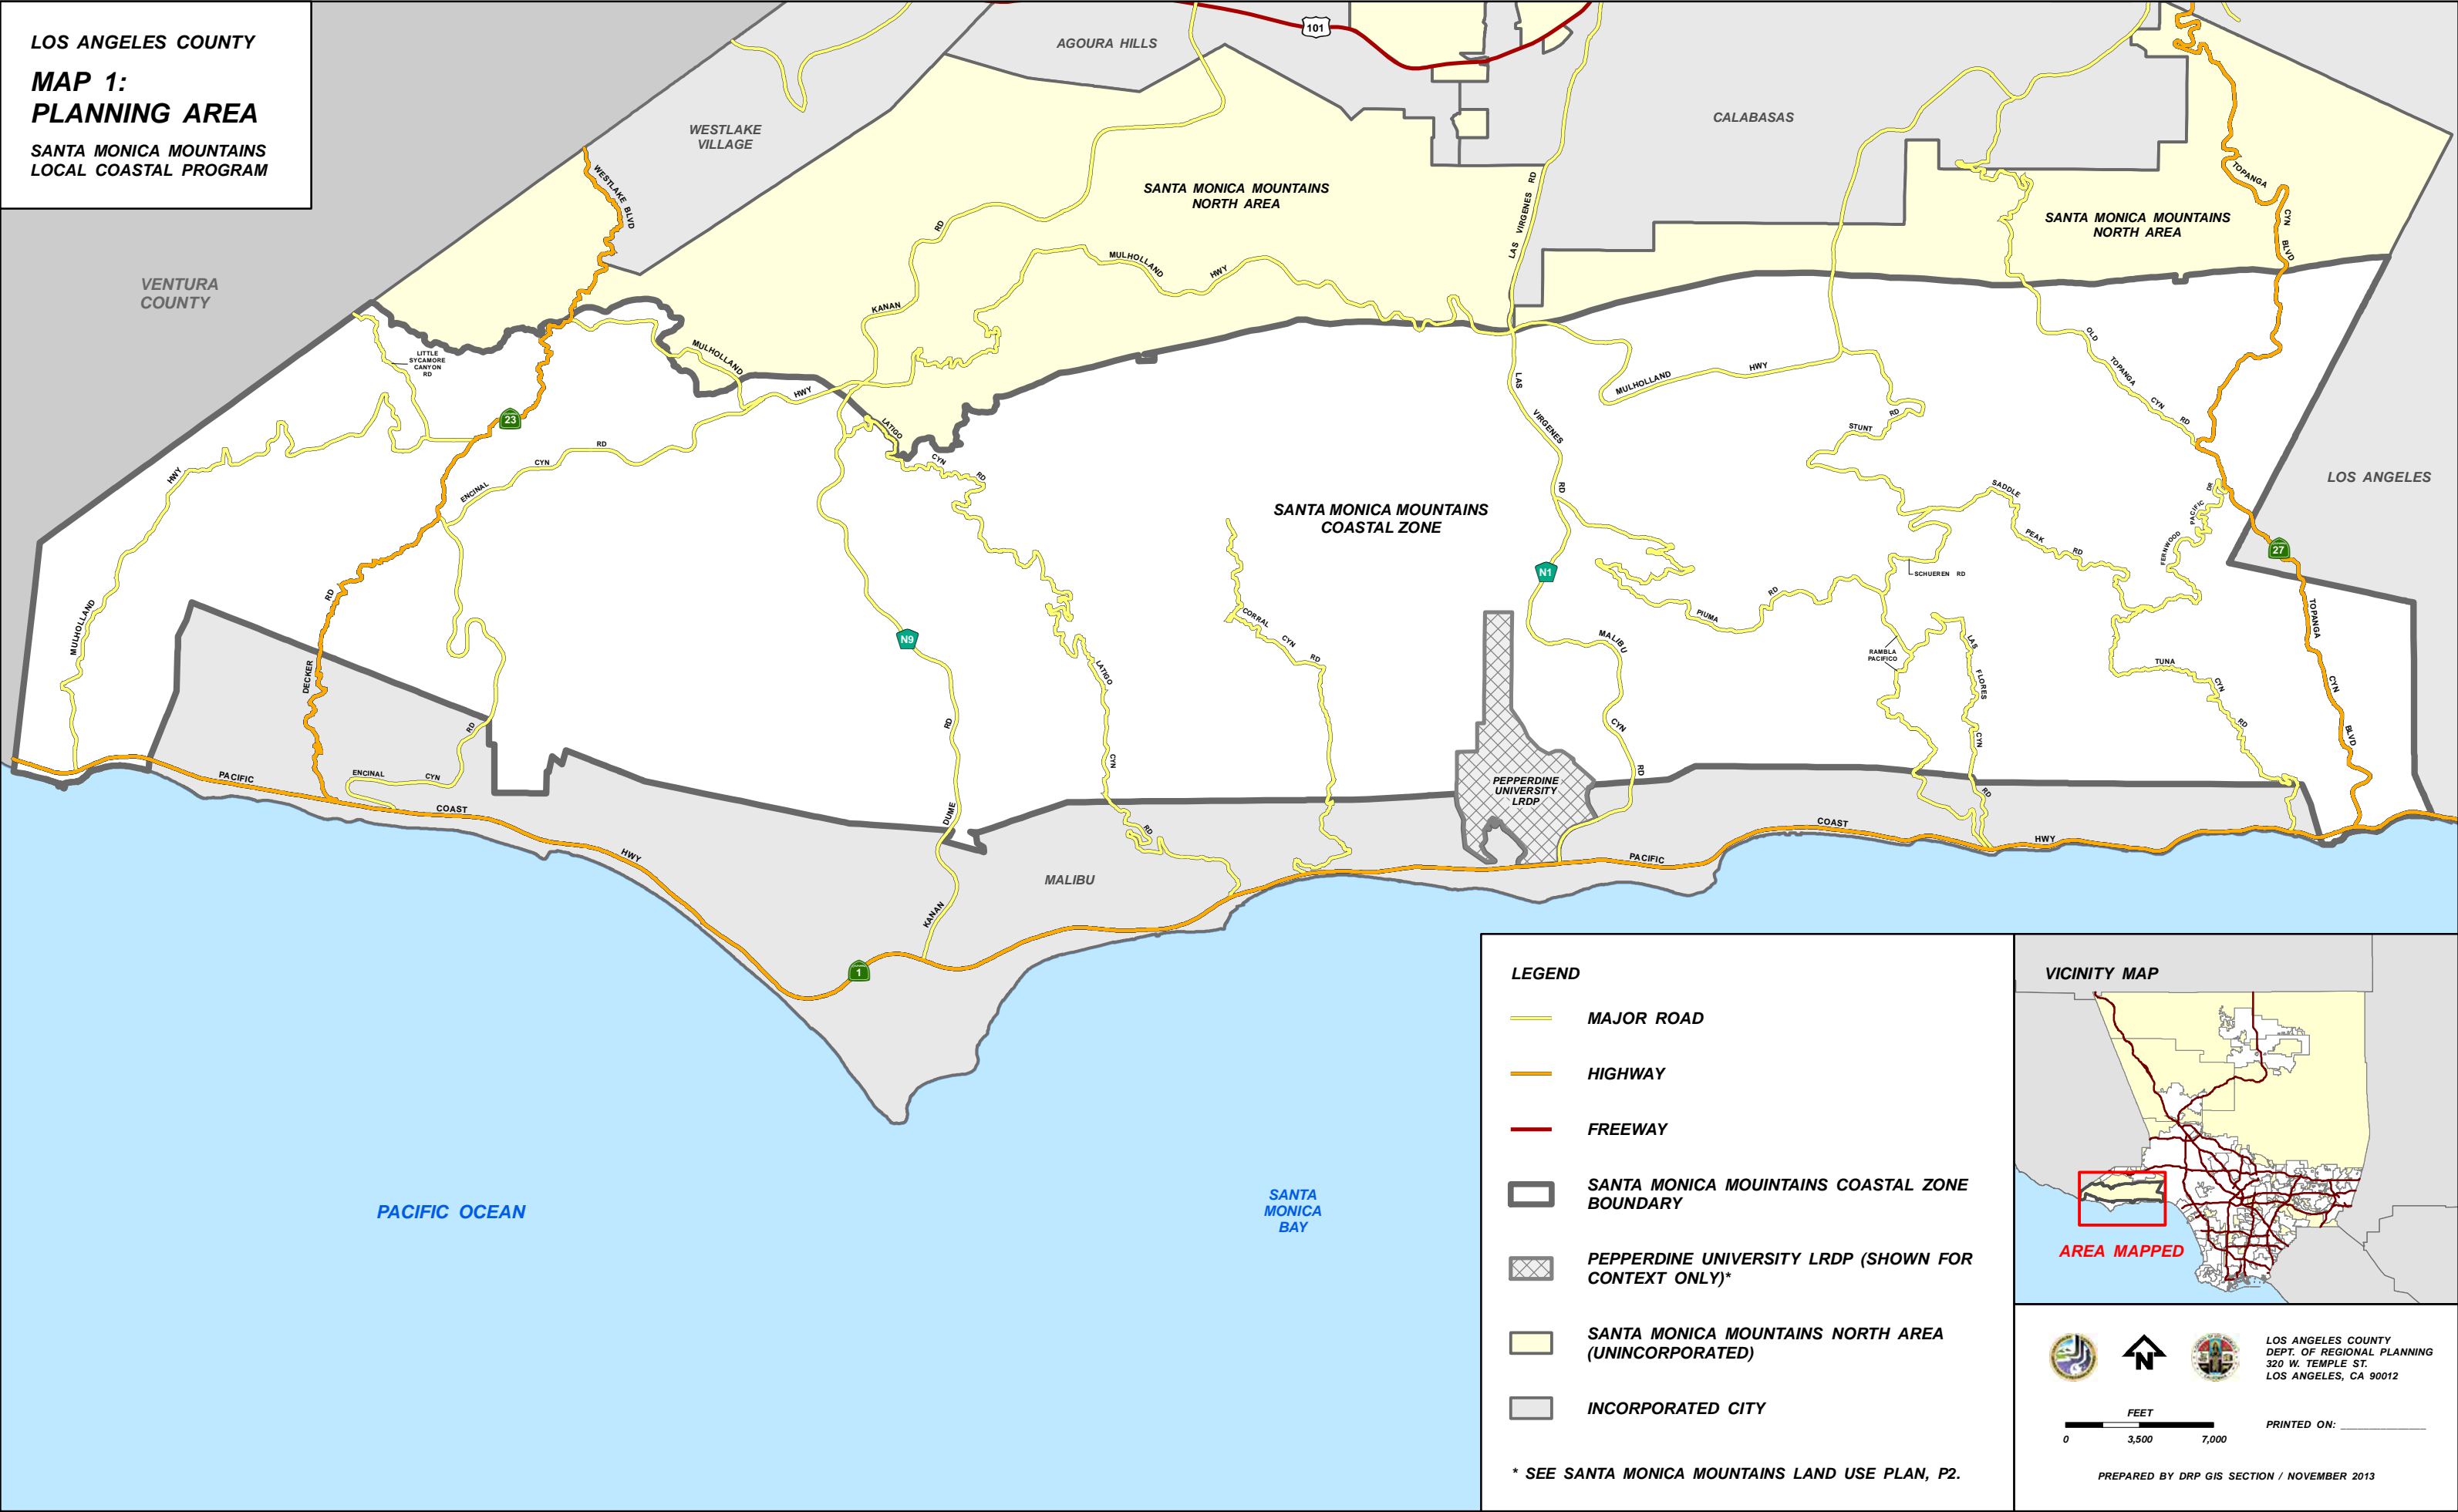 LOS ANGELES COUNTY
MAP 1:
PLANNING AREA
SANTA MONICA MOUNTAINS
LOCAL COASTAL PROGRAM
AGOURA HILLS
101
WESTLAKE
VILLAGE
CALABASAS
VENTURA
COUNTY
LOS ANGELES
SANTA MONICA MOUNTAINS
NORTH AREA
SANTA MONICA MOUNTAINS
NORTH AREA
WESTLAKE BLVD
KANAN
RD
MULHOLLAND
HWY
LAS VIRGENES RD
TOPANGA
CYN
BLVD
LITTLE
SYCAMORE
CANYON
RD
MULHOLLAND
HWY
23
ENCINAL
CYN
RD
LATIGO
CYN
RD
LAS
VIRGENES
RD
MULHOLLAND
HWY
STUNT
RD
OLD
TOPANGA
CYN
RD
SADDLE
PEAK
RD
FERNWOOD
PACIFIC
DR
27
SANTA MONICA MOUNTAINS
COASTAL ZONE
HWY
MULHOLLAND
RD
DECKER
N9
N1
CORRAL
CYN
RD
PIUMA
RD
SCHUEREN RD
MALIBU
CYN
RD
RAMBLA
PACIFICO
LAS
FLORES
CYN
RD
TUNA
CYN
RD
TOPANGA
CYN
BLVD
LATIGO
CYN
RD
RD
DUME
KANAN
RD
ENCINAL
CYN
PEPPERDINE
UNIVERSITY
LRDP
PACIFIC
COAST
HWY
MALIBU
1
PACIFIC
COAST
HWY
PACIFIC OCEAN
SANTA
MONICA
BAY
LEGEND
MAJOR ROAD
HIGHWAY
FREEWAY
SANTA MONICA MOUINTAINS COASTAL ZONE
BOUNDARY
PEPPERDINE UNIVERSITY LRDP (SHOWN FOR
CONTEXT ONLY)*
SANTA MONICA MOUNTAINS NORTH AREA
(UNINCORPORATED)
INCORPORATED CITY
* SEE SANTA MONICA MOUNTAINS LAND USE PLAN, P2.
VICINITY MAP
AREA MAPPED
N
LOS ANGELES COUNTY
DEPT. OF REGIONAL PLANNING
320 W. TEMPLE ST.
LOS ANGELES, CA 90012
FEET
0 3,500 7,000
PRINTED ON: _______________
PREPARED BY DRP GIS SECTION / NOVEMBER 2013